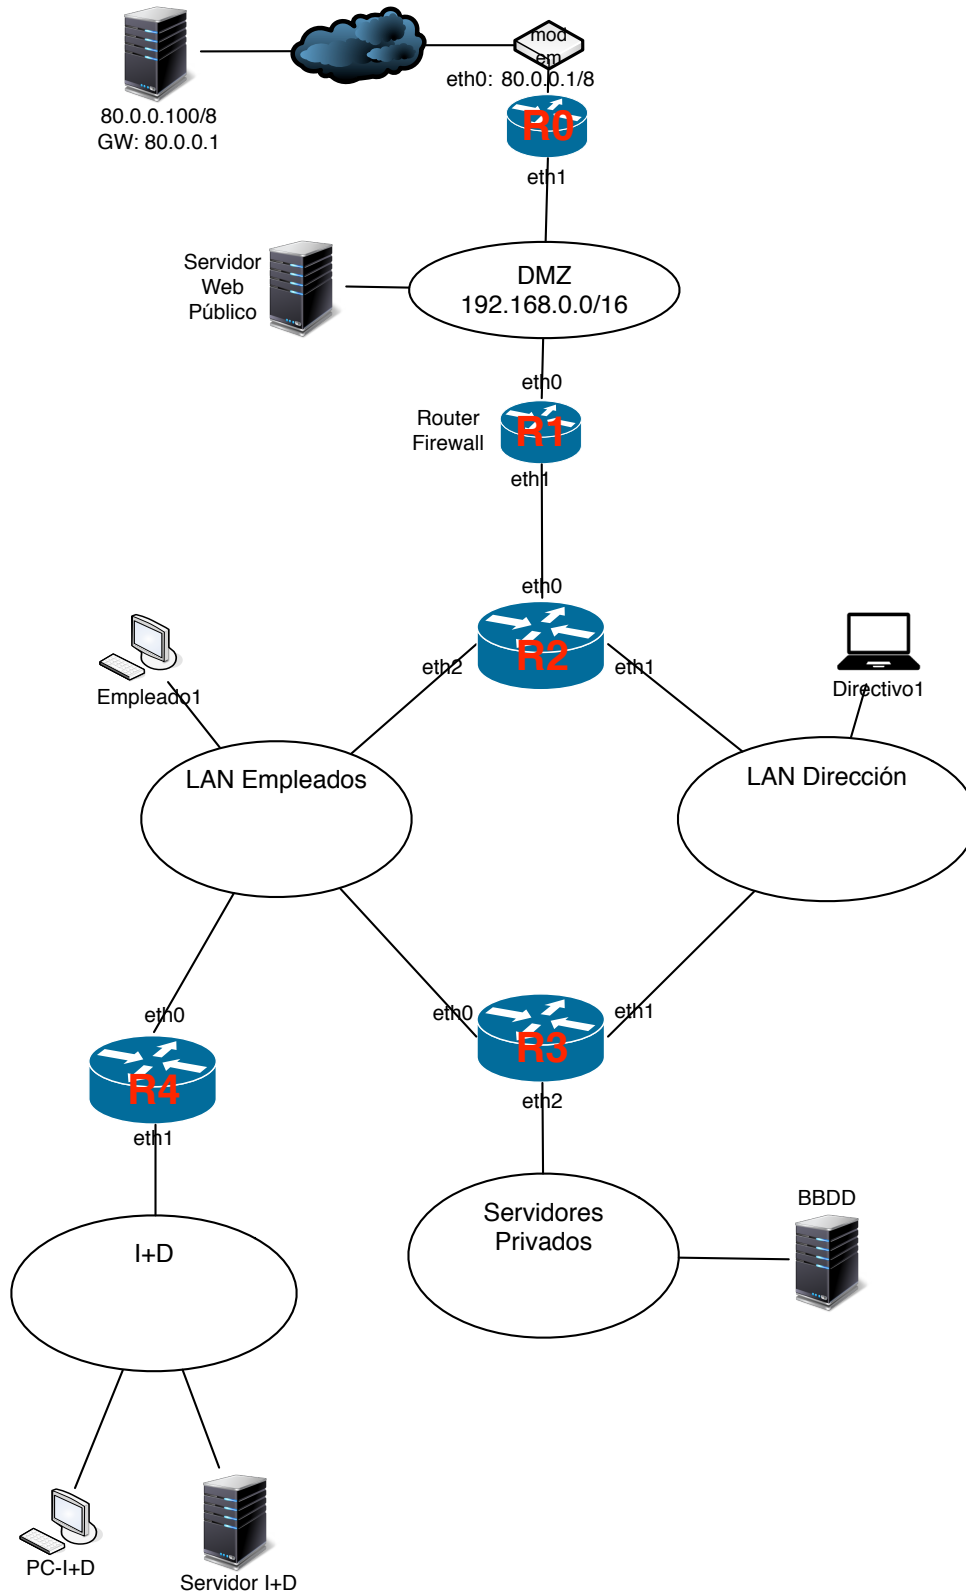 mod
em
eth0: 80.0.0.1/8
80.0.0.100/8
GW: 80.0.0.1
R0
eth1
Servidor
Web
Público
DMZ
192.168.0.0/16
eth0
Router
Firewall
R1
eth1
eth0
R2
eth2
eth1
Empleado1
Directivo1
LAN Empleados
LAN Dirección
eth0
eth0
eth1
R3
R4
eth2
eth1
Servidores
Privados
BBDD
I+D
PC-I+D
Servidor I+D